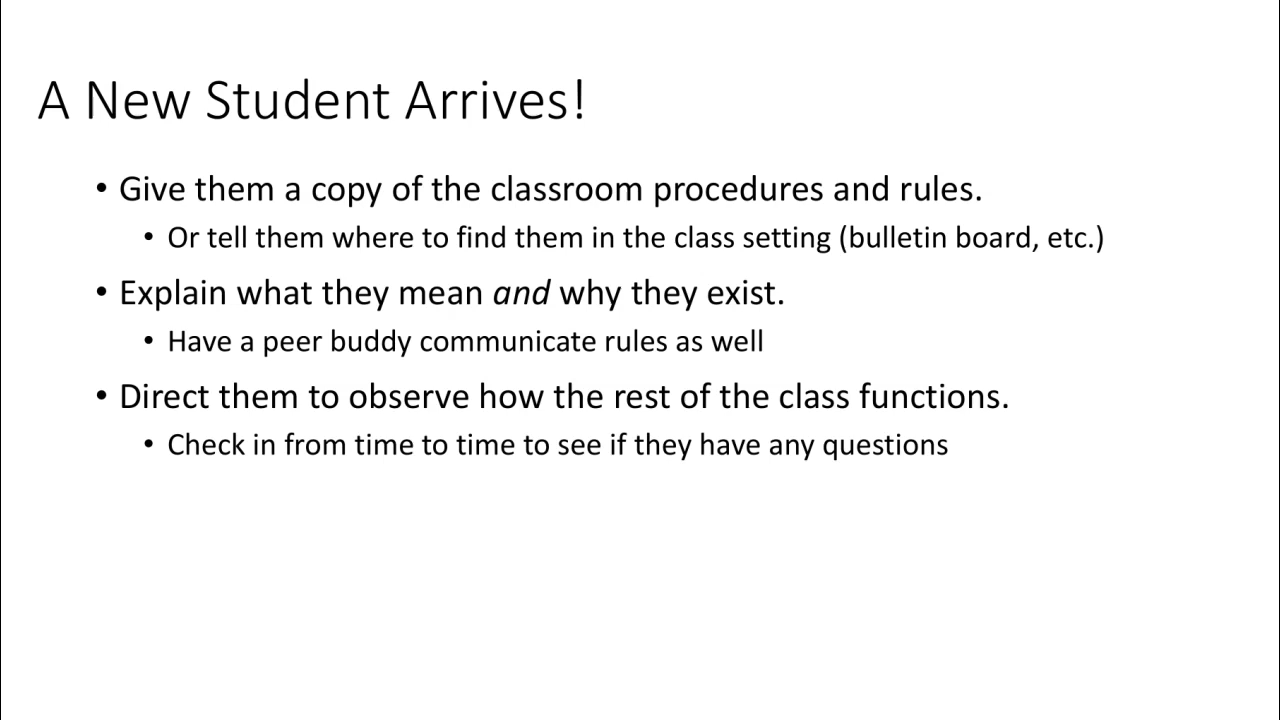 A New Student Arrives!
• Give them a copy of the classroom procedures and rules.
• Or tell them where to find them in the class setting (bulletin board, etc.)
• Explain what they mean and why they exist.
• Have a peer buddy communicate rules as well
• Direct them to observe how the rest of the class functions.
• Check in from time to time to see if they have any questions